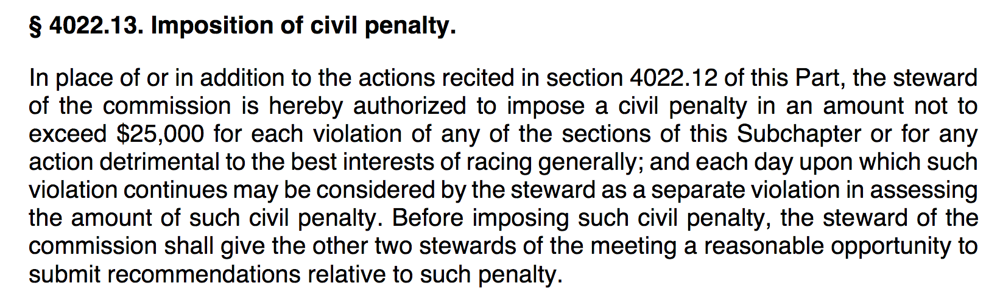 § 4022.13. Imposition of civil penalty.
In place of or in addition to the actions recited in section 4022.12 of this Part, the steward
of the commission is hereby authorized to impose a civil penalty in an amount not to
exceed $25,000 for each violation of any of the sections of this Subchapter or for any
action detrimental to the best interests of racing generally; and each day upon which such
violation continues may be considered by the steward as a separate violation in assessing
the amount of such civil penalty. Before imposing such civil penalty, the steward of the
commission shall give the other two stewards of the meeting a reasonable opportunity to
submit recommendations relative to such penalty.